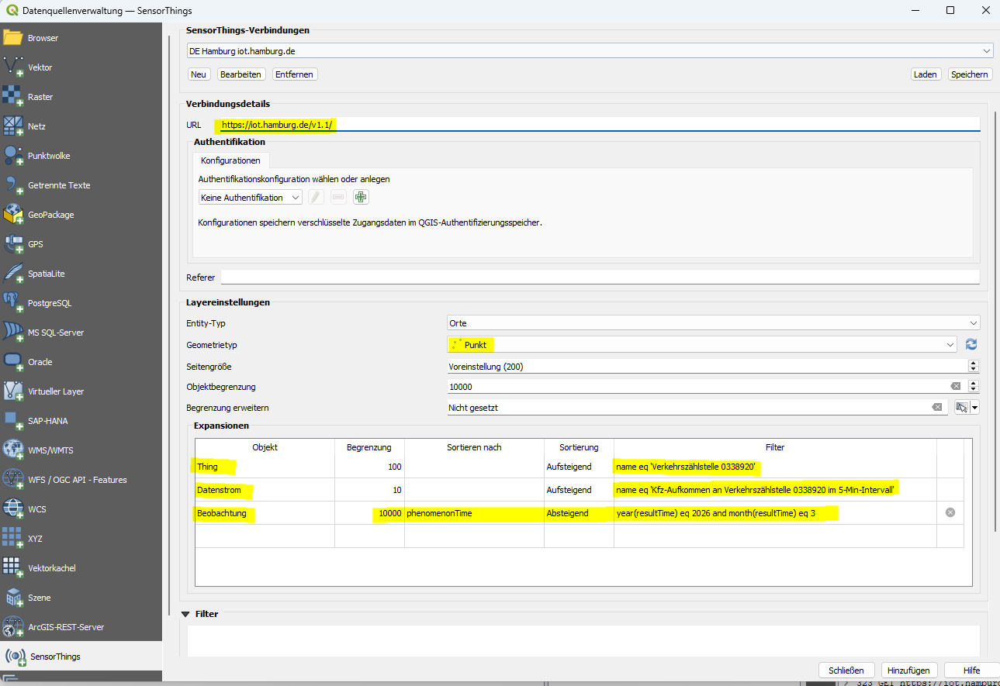 Datenquellenverwaltung — SensorThings
Browser
Vektor
Raster
Netz
Punktwolke
Getrennte Texte
GeoPackage
GPS
SpatiaLite
PostgreSQL
MS SQL-Server
Oracle
Virtueller Layer
SAP-HANA
WMS/WMTS
WFS / OGC API - Features
WCS
XYZ
Vektorkachel
Szene
ArcGIS-REST-Server
SensorThings
SensorThings-Verbindungen
DE Hamburg iot.hamburg.de
Neu Bearbeiten Entfernen Laden Speichern
Verbindungsdetails
URL https://iot.hamburg.de/v1.1/
Authentifikation
Konfigurationen
Authentifikationskonfiguration wählen oder anlegen
Keine Authentifikation
Konfigurationen speichern verschlüsselte Zugangsdaten im QGIS-Authentifizierungsspeicher.
Referer
Layereinstellungen
Entity-Typ Orte
Geometrietyp Punkt
Seitengröße Voreinstellung (200)
Objektbegrenzung 10000
Begrenzung erweitern Nicht gesetzt
Expansionen
Objekt Begrenzung Sortieren nach Sortierung Filter
Thing 100 Aufsteigend name eq 'Verkehrszählstelle 0338920'
Datenstrom 10 Aufsteigend name eq 'Kfz-Aufkommen an Verkehrszählstelle 0338920 im 5-Min-Intervall'
Beobachtung 10000 phenomenonTime Absteigend year(resultTime) eq 2026 and month(resultTime) eq 3
Filter
Schließen Hinzufügen Hilfe